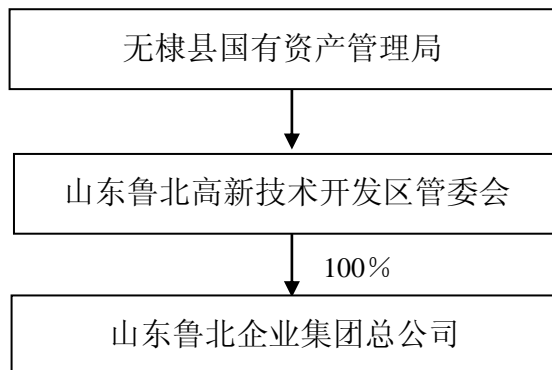 无棣县国有资产管理局
山东鲁北高新技术开发区管委会
100％
山东鲁北企业集团总公司